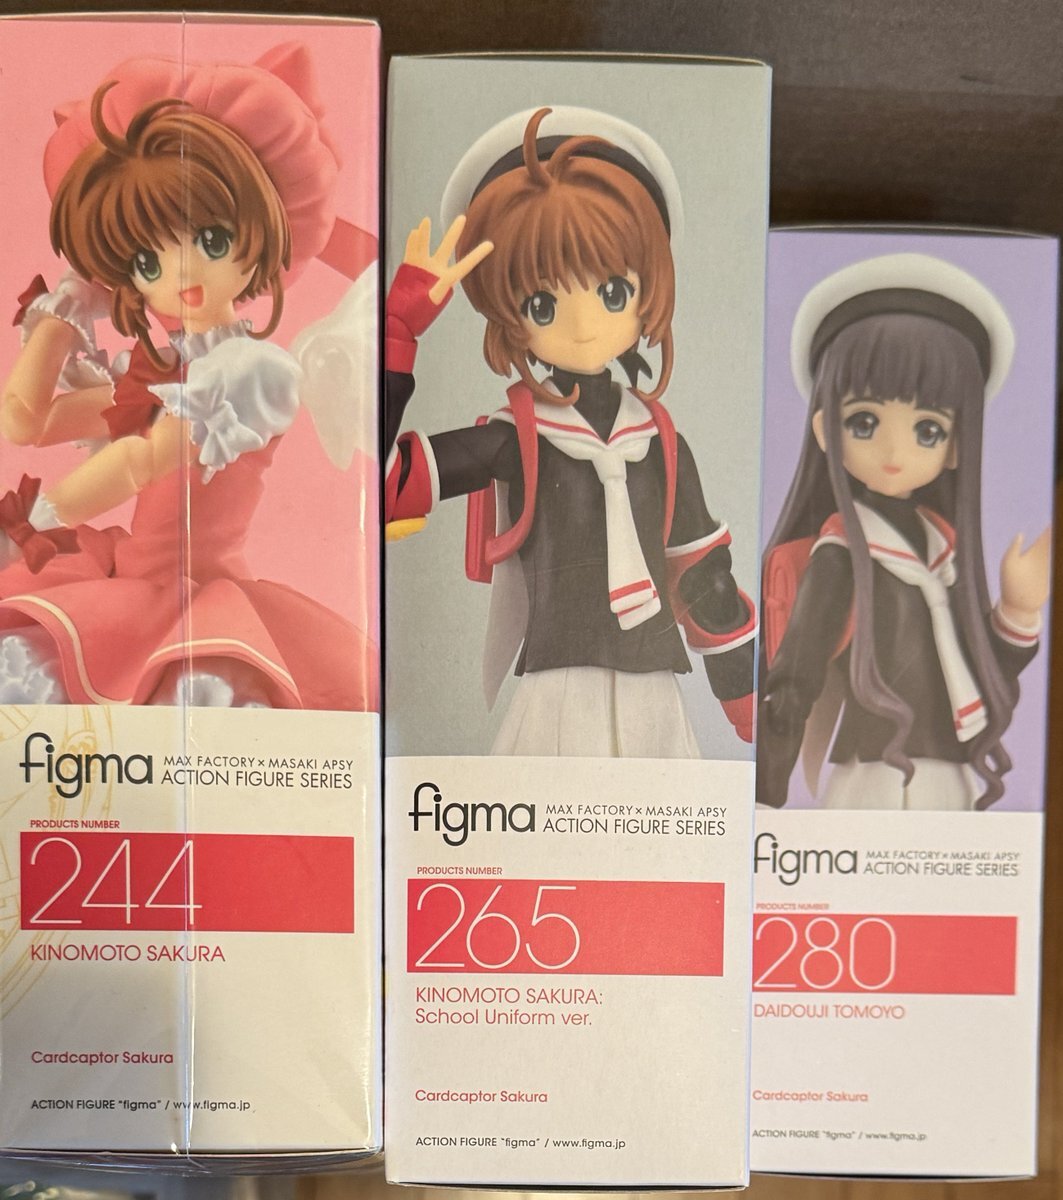 figma MAX FACTORY×MASAKI APSY
ACTION FIGURE SERIES
PRODUCTS NUMBER
244
KINOMOTO SAKURA
Cardcaptor Sakura
ACTION FIGURE "figma" / www.figma.jp
figma MAX FACTORY×MASAKI APSY
ACTION FIGURE SERIES
PRODUCTS NUMBER
265
KINOMOTO SAKURA:
School Uniform ver.
Cardcaptor Sakura
ACTION FIGURE "figma" / www.figma.jp
figma MAX FACTORY×MASAKI APSY
ACTION FIGURE SERIES
PRODUCTS NUMBER
280
DAIDOUJI TOMOYO
Cardcaptor Sakura
ACTION FIGURE "figma" / www.figma.jp